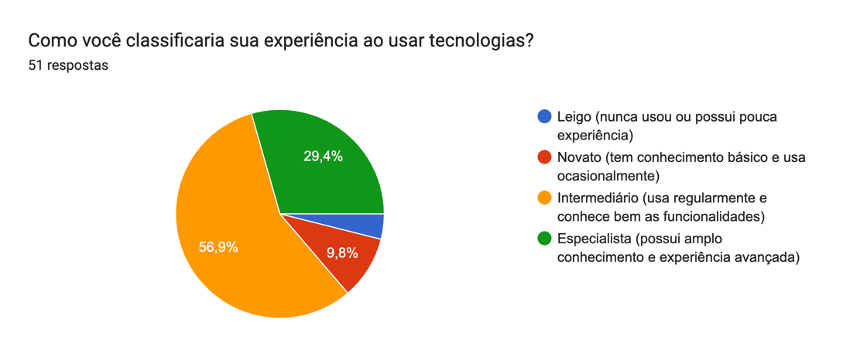 Como você classificaria sua experiência ao usar tecnologias?
51 respostas
29,4%
56,9%
9,8%
Leigo (nunca usou ou possui pouca
experiência)
Novato (tem conhecimento básico e usa
ocasionalmente)
Intermediário (usa regularmente e
conhece bem as funcionalidades)
Especialista (possui amplo
conhecimento e experiência avançada)